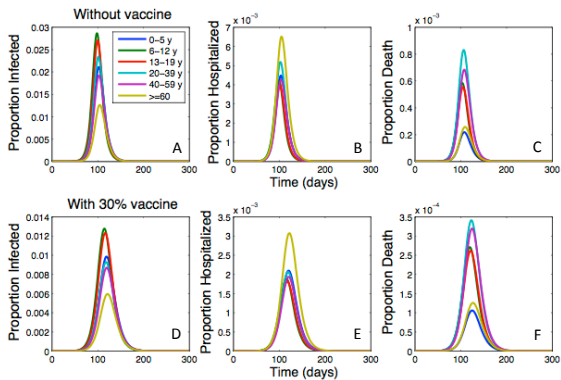 Without vaccine
Proportion Infected
0.03
0.025
0.02
0.015
0.01
0.005
0
0 100 200 300
0–5 y
6–12 y
13–19 y
20–39 y
40–59 y
>=60
A
x 10⁻³
Proportion Hospitalized
7
6
5
4
3
2
1
0
0 100 200 300
Time (days)
B
x 10⁻³
Proportion Death
1
0.8
0.6
0.4
0.2
0
0 100 200 300
C
With 30% vaccine
Proportion Infected
0.014
0.012
0.01
0.008
0.006
0.004
0.002
0
0 100 200 300
D
x 10⁻³
Proportion Hospitalized
4
3.5
3
2.5
2
1.5
1
0.5
0
0 100 200 300
Time (days)
E
x 10⁻⁴
Proportion Death
3.5
3
2.5
2
1.5
1
0.5
0
0 100 200 300
F